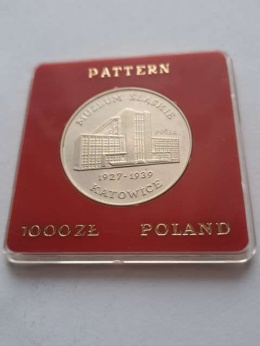 PATTERN
MUZEUM ŚLĄSKIE
1927-1939
KATOWICE
1000 ZŁ POLAND